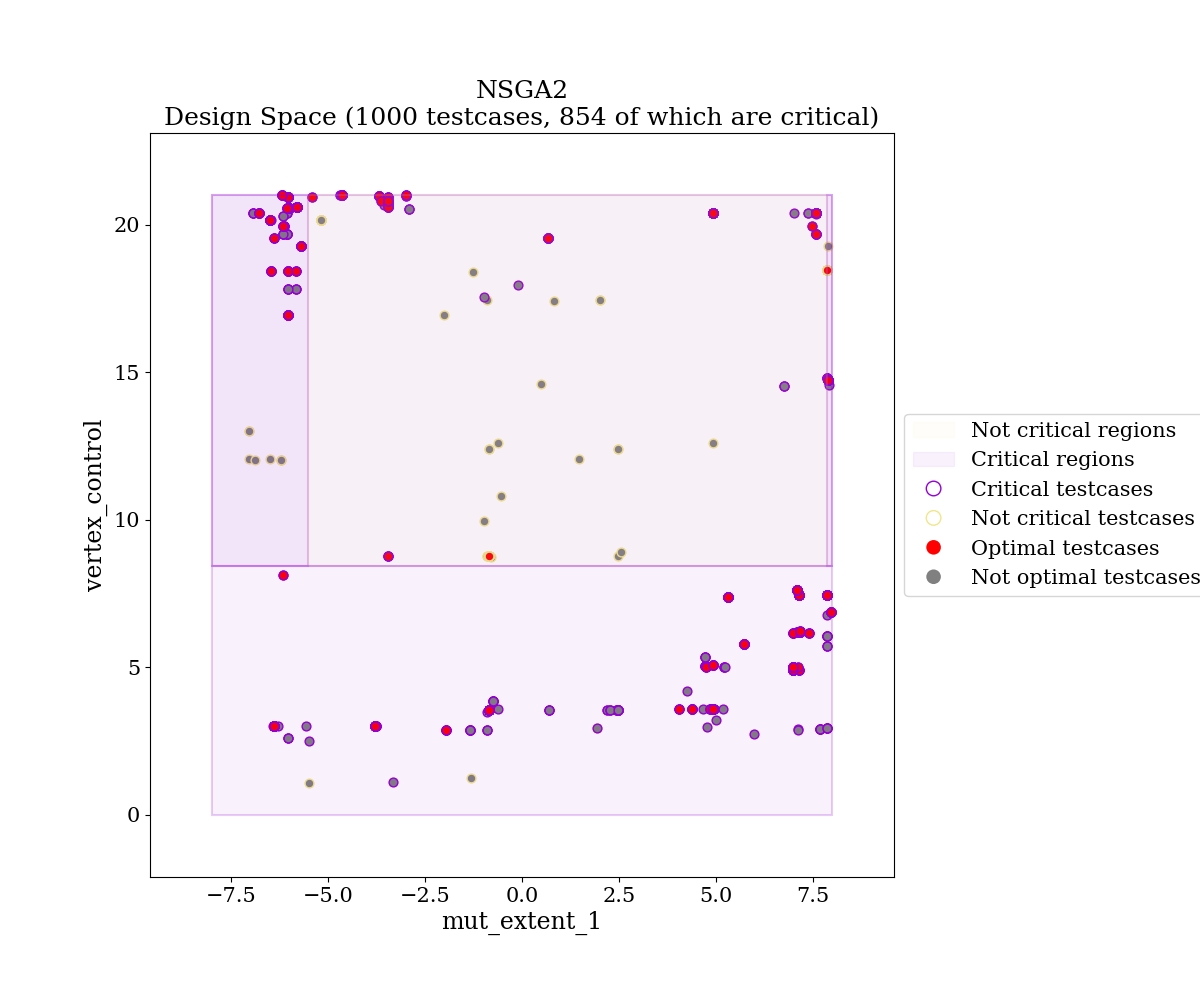 NSGA2
Design Space (1000 testcases, 854 of which are critical)
20
15
10
5
0
vertex_control
−7.5
−5.0
−2.5
0.0
2.5
5.0
7.5
mut_extent_1
Not critical regions
Critical regions
Critical testcases
Not critical testcases
Optimal testcases
Not optimal testcases